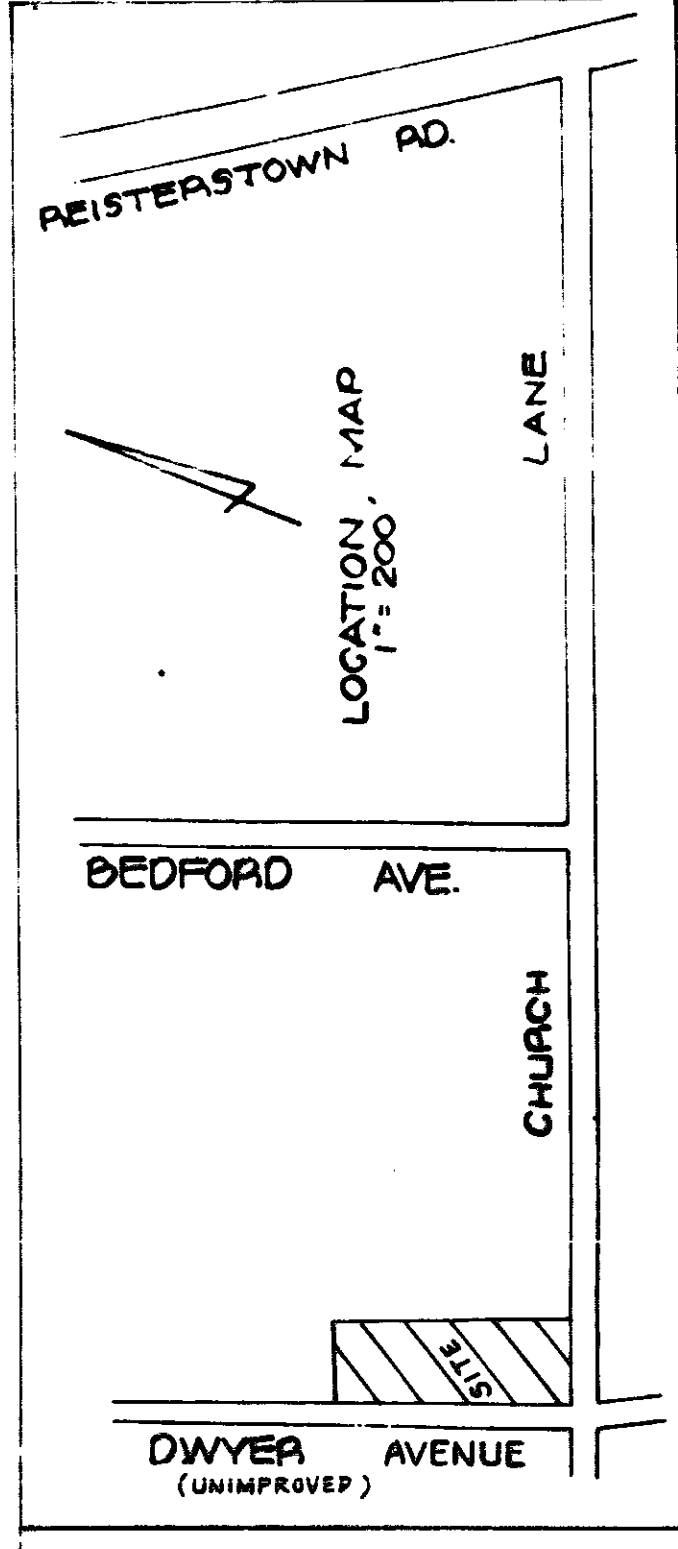 REISTERSTOWN RD.
LOCATION MAP
1" = 200'
LANE
BEDFORD AVE.
CHURCH
SITE
DWYER AVENUE
(UNIMPROVED)